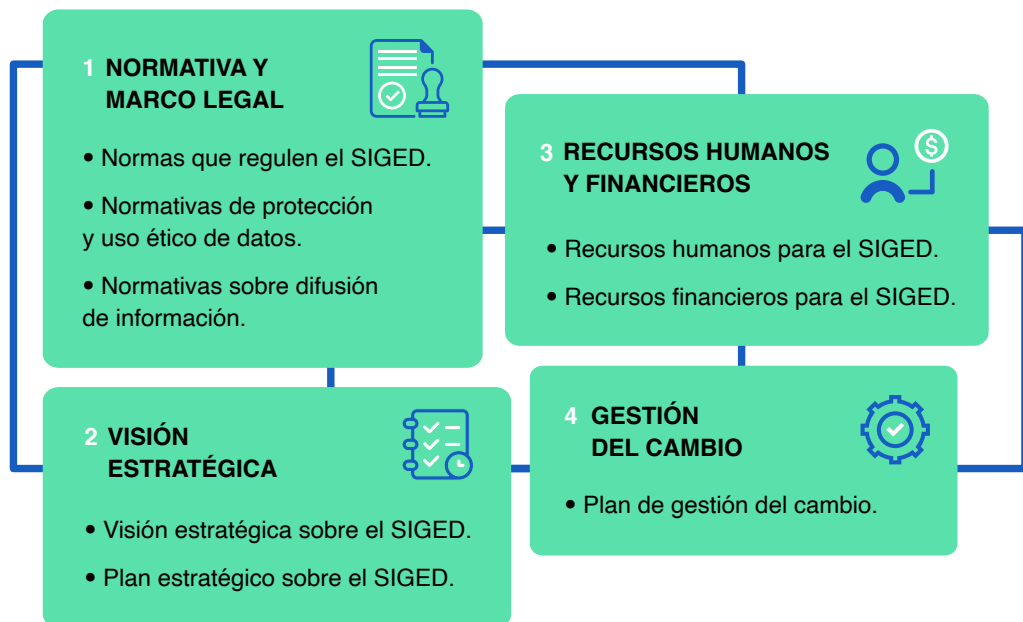 1 NORMATIVA Y
MARCO LEGAL
• Normas que regulen el SIGED.
• Normativas de protección
y uso ético de datos.
• Normativas sobre difusión
de información.
2 VISIÓN
ESTRATÉGICA
• Visión estratégica sobre el SIGED.
• Plan estratégico sobre el SIGED.
3 RECURSOS HUMANOS
Y FINANCIEROS
$
• Recursos humanos para el SIGED.
• Recursos financieros para el SIGED.
4 GESTIÓN
DEL CAMBIO
• Plan de gestión del cambio.